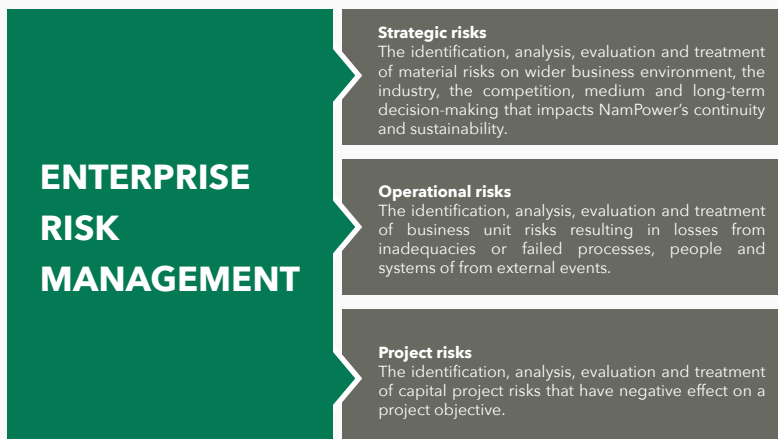 ENTERPRISE
RISK
MANAGEMENT
Strategic risks
The identification, analysis, evaluation and treatment
of material risks on wider business environment, the
industry, the competition, medium and long-term
decision-making that impacts NamPower's continuity
and sustainability.
Operational risks
The identification, analysis, evaluation and treatment
of business unit risks resulting in losses from
inadequacies or failed processes, people and
systems of from external events.
Project risks
The identification, analysis, evaluation and treatment
of capital project risks that have negative effect on a
project objective.